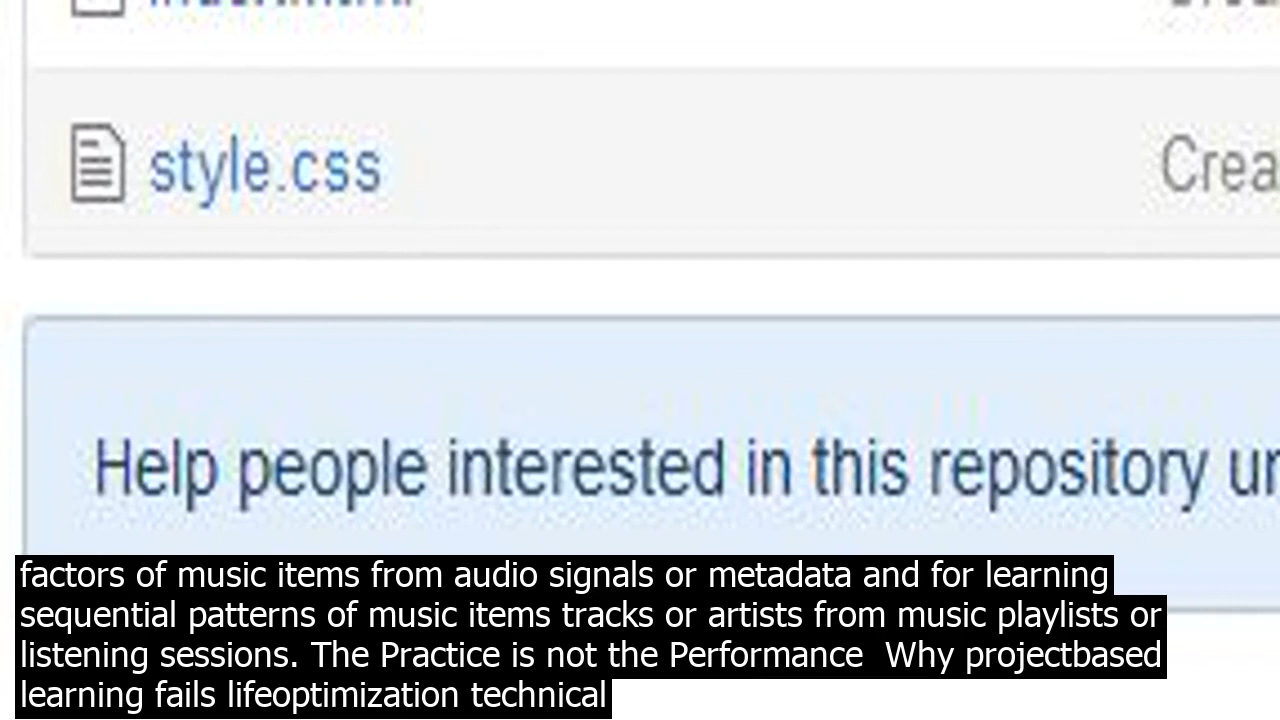 style.css
Crea
Help people interested in this repository
factors of music items from audio signals or metadata and for learning
sequential patterns of music items tracks or artists from music playlists or
listening sessions. The Practice is not the Performance  Why projectbased
learning fails lifeoptimization technical